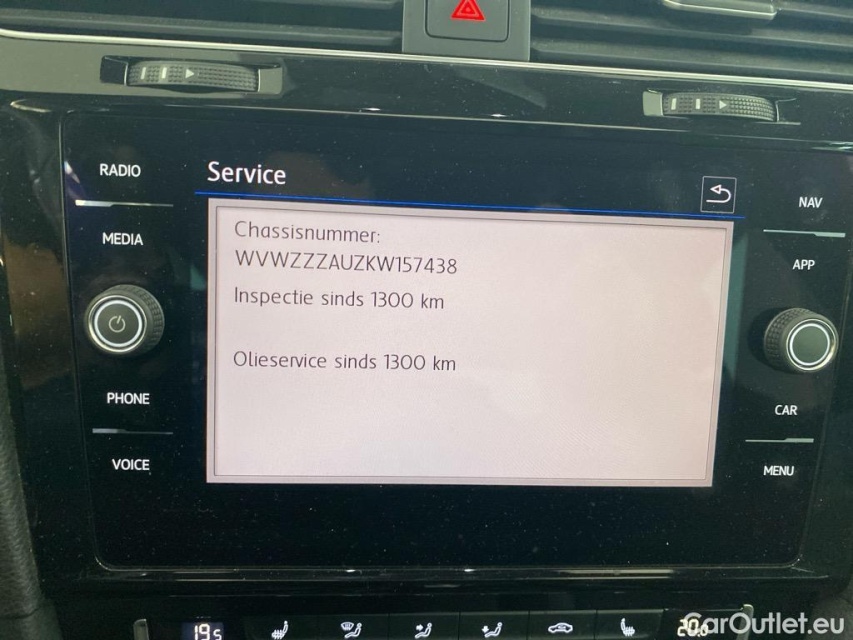 RADIO
MEDIA
PHONE
VOICE
Service
Chassisnummer:
WVWZZZAUZKW157438
Inspectie sinds 1300 km
Olieservice sinds 1300 km
NAV
APP
CAR
MENU
19.5
20.0
CarOutlet.eu